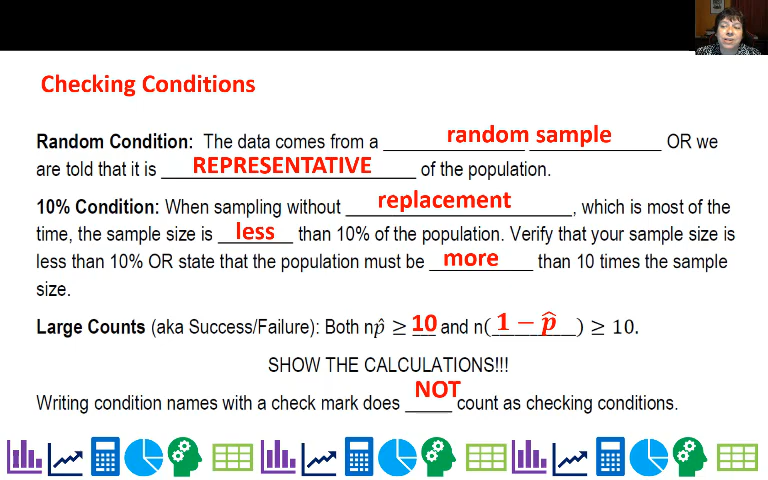 Checking Conditions
Random Condition: The data comes from a random sample OR we
are told that it is REPRESENTATIVE of the population.
10% Condition: When sampling without replacement, which is most of the
time, the sample size is less than 10% of the population. Verify that your sample size is
less than 10% OR state that the population must be more than 10 times the sample
size.
Large Counts (aka Success/Failure): Both np̂ ≥ 10 and n(1 − p̂) ≥ 10.
SHOW THE CALCULATIONS!!!
Writing condition names with a check mark does NOT count as checking conditions.